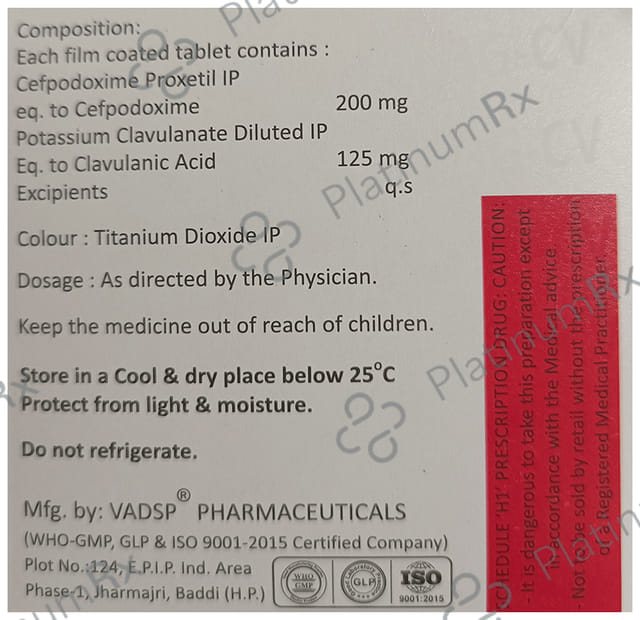 Composition:
Each film coated tablet contains :
Cefpodoxime Proxetil IP
eq. to Cefpodoxime 200 mg
Potassium Clavulanate Diluted IP
Eq. to Clavulanic Acid 125 mg
Excipients q.s
Colour : Titanium Dioxide IP
Dosage : As directed by the Physician.
Keep the medicine out of reach of children.
Store in a Cool & dry place below 25°C
Protect from light & moisture.
Do not refrigerate.
Mfg. by: VADSP® PHARMACEUTICALS
(WHO-GMP, GLP & ISO 9001-2015 Certified Company)
Plot No.:124, E.P.I.P. Ind. Area
Phase-1, Jharmajri, Baddi (H.P.)
WHO
GMP
GLP
ISO
9001:2015
SCHEDULE 'H1' PRESCRIPTION DRUG: CAUTION:
- It is dangerous to take this preparation except
in accordance with the Medical advice
- Not to be sold by retail without the prescription
of Registered Medical Practitioner
PlatinumRx
PlatinumRx
PlatinumRx
PlatinumRx
PlatinumRx